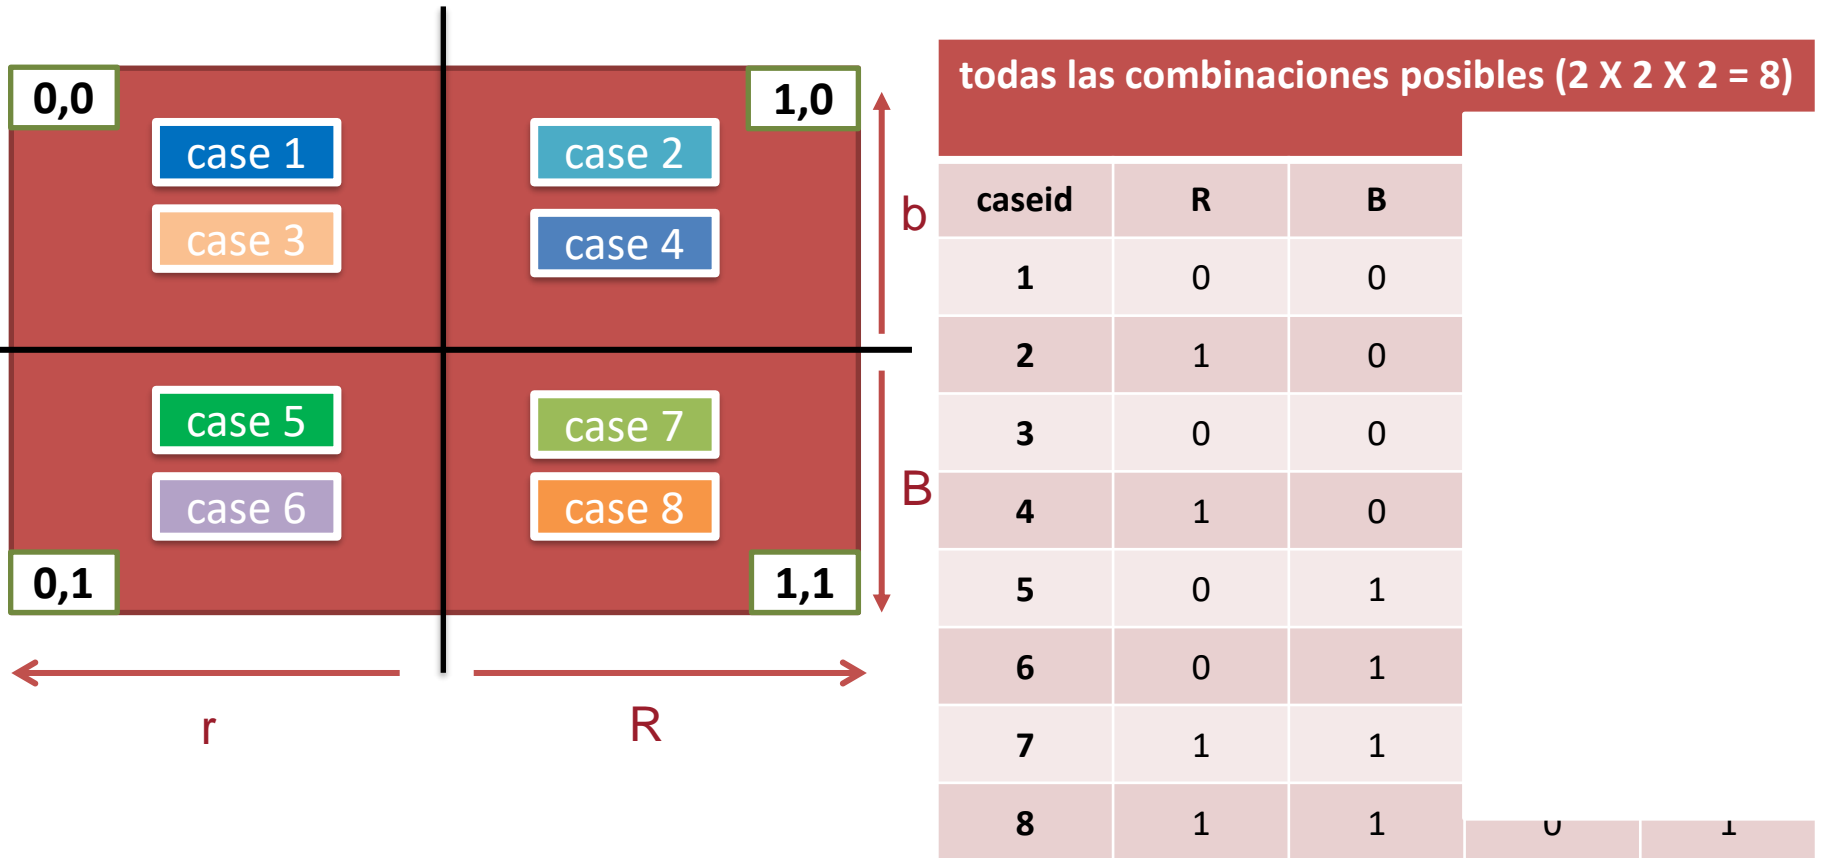 0,0
1,0
case 1
case 2
case 3
case 4
b
case 5
case 7
case 6
case 8
B
0,1
1,1
r
R
todas las combinaciones posibles (2 X 2 X 2 = 8)
caseid R B
1 0 0
2 1 0
3 0 0
4 1 0
5 0 1
6 0 1
7 1 1
8 1 1